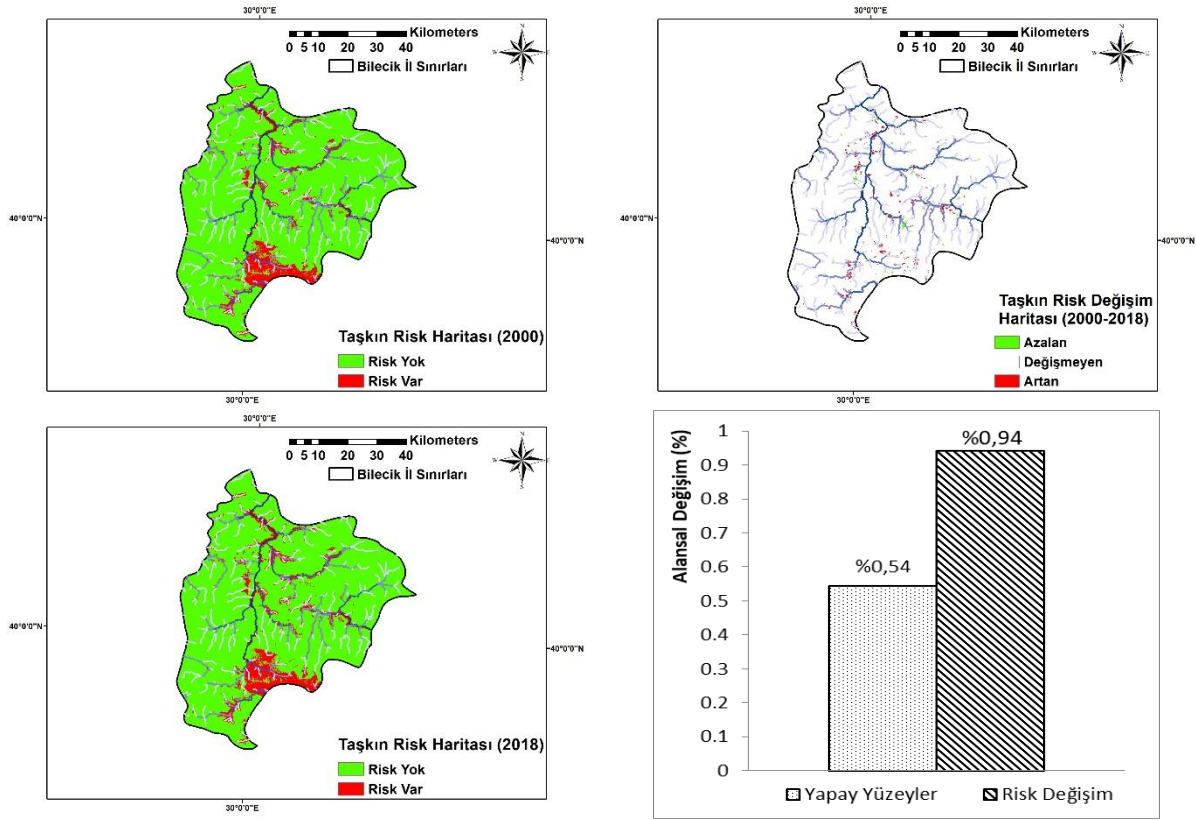 30°0'0"E
Kilometers
0 5 10 20 30 40
Bilecik İl Sınırları
N
W E
S
40°0'0"N
40°0'0"N
Taşkın Risk Haritası (2000)
Risk Yok
Risk Var
30°0'0"E
30°0'0"E
Kilometers
0 5 10 20 30 40
Bilecik İl Sınırları
N
W E
S
40°0'0"N
40°0'0"N
Taşkın Risk Değişim
Haritası (2000-2018)
Azalan
Değişmeyen
Artan
30°0'0"E
30°0'0"E
Kilometers
0 5 10 20 30 40
Bilecik İl Sınırları
N
W E
S
40°0'0"N
40°0'0"N
Taşkın Risk Haritası (2018)
Risk Yok
Risk Var
30°0'0"E
Alansal Değişim (%)
1
0.9
0.8
0.7
0.6
0.5
0.4
0.3
0.2
0.1
0
%0,54
%0,94
Yapay Yüzeyler
Risk Değişim